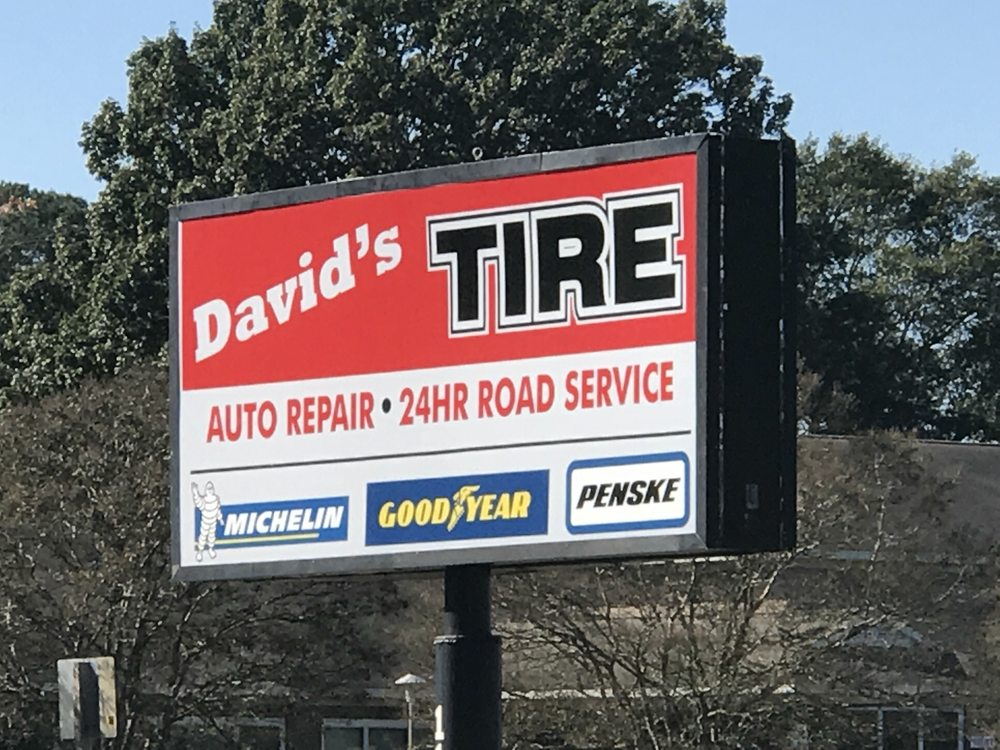 David's TIRE
AUTO REPAIR • 24HR ROAD SERVICE
MICHELIN GOODYEAR PENSKE